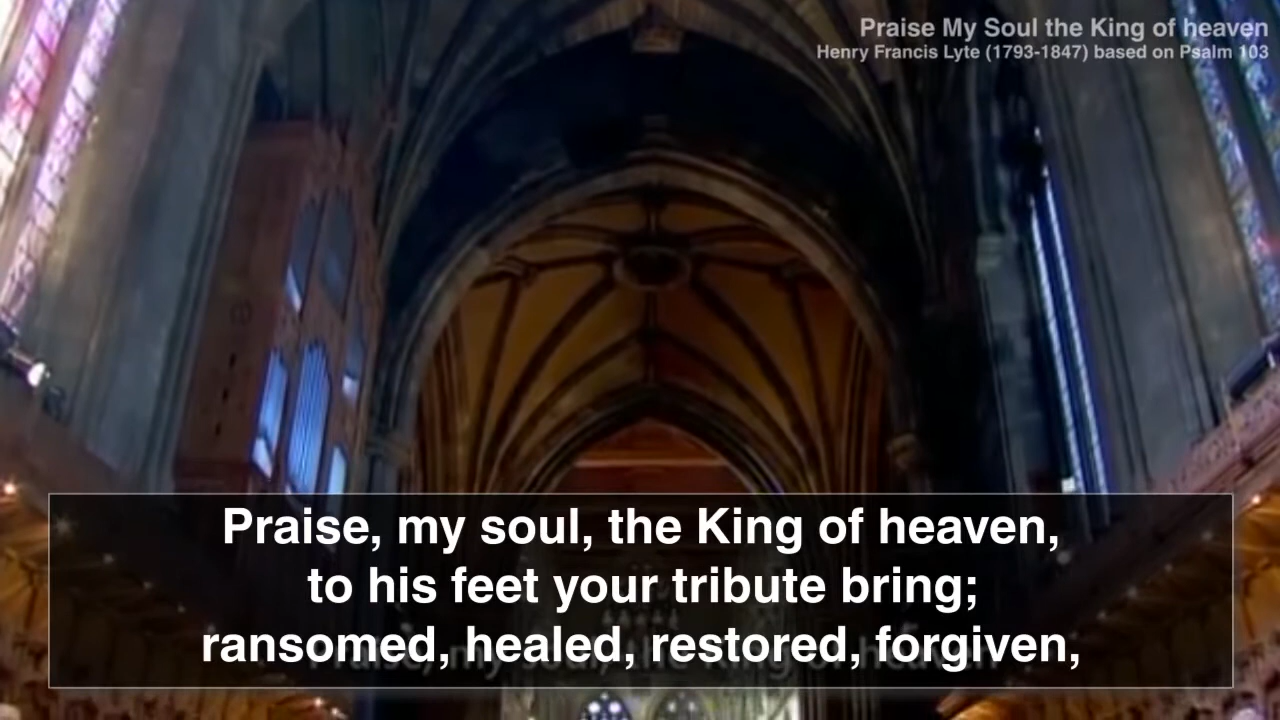 Praise My Soul the King of heaven
Henry Francis Lyte (1793-1847) based on Psalm 103
Praise, my soul, the King of heaven,
to his feet your tribute bring;
ransomed, healed, restored, forgiven,